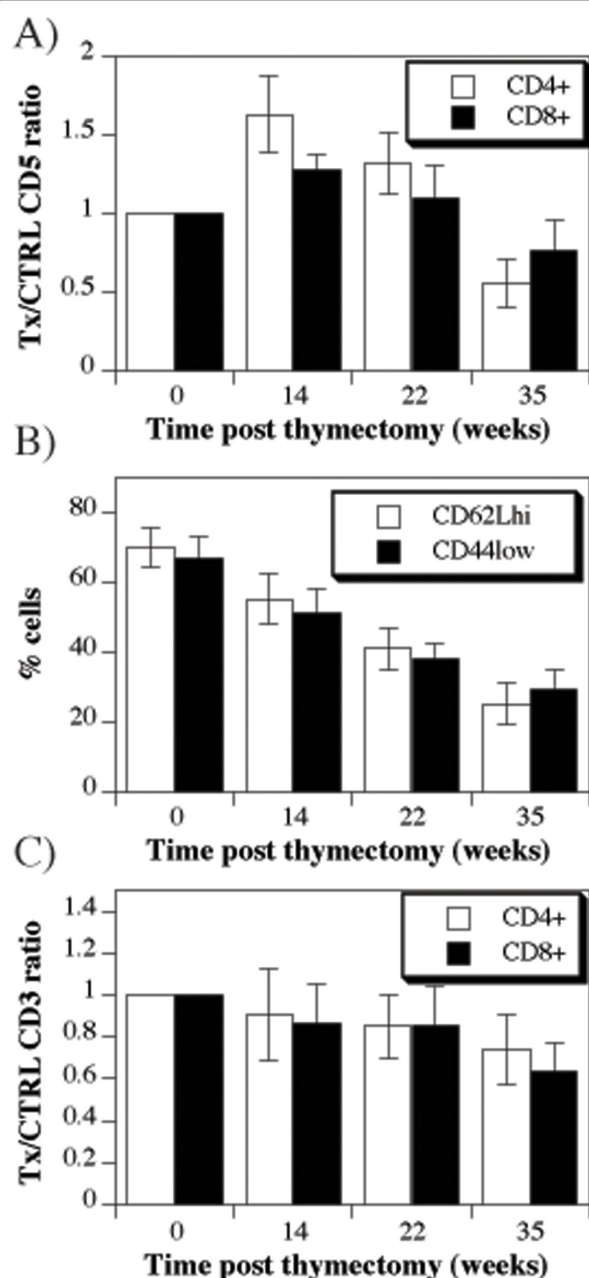 A)
Tx/CTRL CD5 ratio
2
1.5
1
0.5
0
CD4+
CD8+
0 14 22 35
Time post thymectomy (weeks)
B)
% cells
80
60
40
20
0
CD62Lhi
CD44low
0 14 22 35
Time post thymectomy (weeks)
C)
Tx/CTRL CD3 ratio
1.4
1.2
1
0.8
0.6
0.4
0.2
0
CD4+
CD8+
0 14 22 35
Time post thymectomy (weeks)